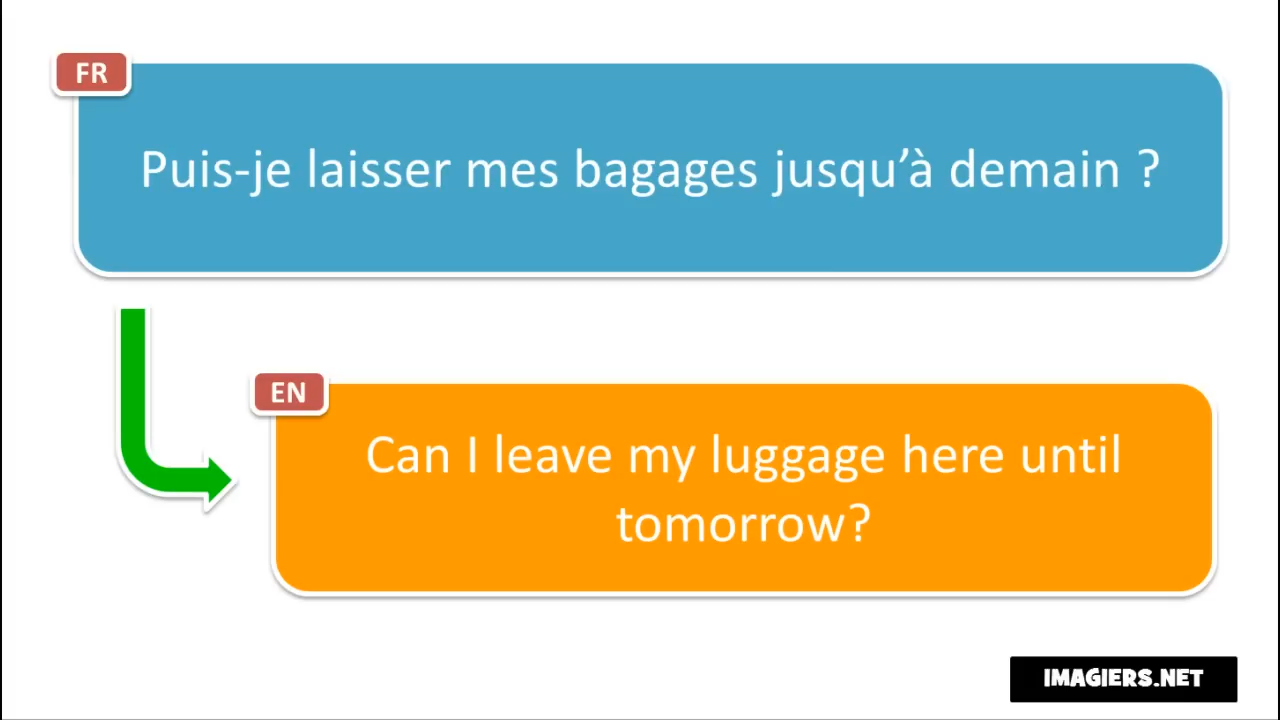 FR
Puis-je laisser mes bagages jusqu’à demain ?
EN
Can I leave my luggage here until
tomorrow?
IMAGIERS.NET